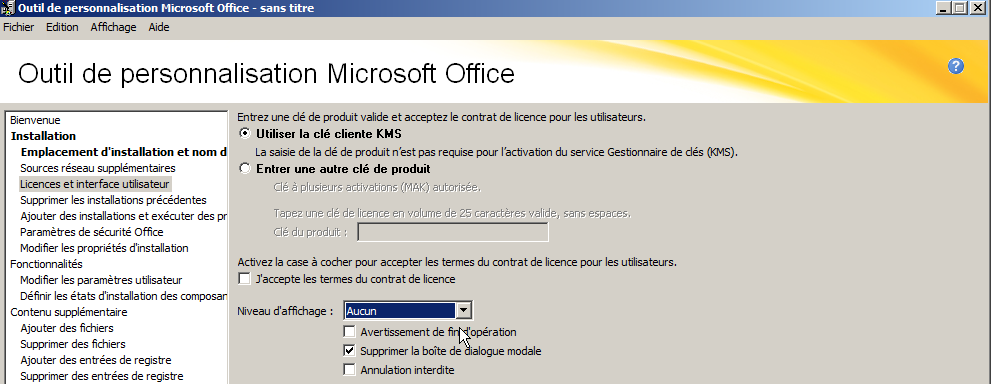 Outil de personnalisation Microsoft Office - sans titre
Fichier Edition Affichage Aide
Outil de personnalisation Microsoft Office
?
Bienvenue
Installation
Emplacement d'installation et nom d
Sources réseau supplémentaires
Licences et interface utilisateur
Supprimer les installations précédentes
Ajouter des installations et exécuter des pr
Paramètres de sécurité Office
Modifier les propriétés d'installation
Fonctionnalités
Modifier les paramètres utilisateur
Définir les états d'installation des composan
Contenu supplémentaire
Ajouter des fichiers
Supprimer des fichiers
Ajouter des entrées de registre
Supprimer des entrées de registre
Entrez une clé de produit valide et acceptez le contrat de licence pour les utilisateurs.
Utiliser la clé cliente KMS
La saisie de la clé de produit n'est pas requise pour l'activation du service Gestionnaire de clés (KMS).
Entrer une autre clé de produit
Clé à plusieurs activations (MAK) autorisée.
Tapez une clé de licence en volume de 25 caractères valide, sans espaces.
Clé du produit :
Activez la case à cocher pour accepter les termes du contrat de licence pour les utilisateurs.
J'accepte les termes du contrat de licence
Niveau d'affichage : Aucun
Avertissement de fin d'opération
Supprimer la boîte de dialogue modale
Annulation interdite